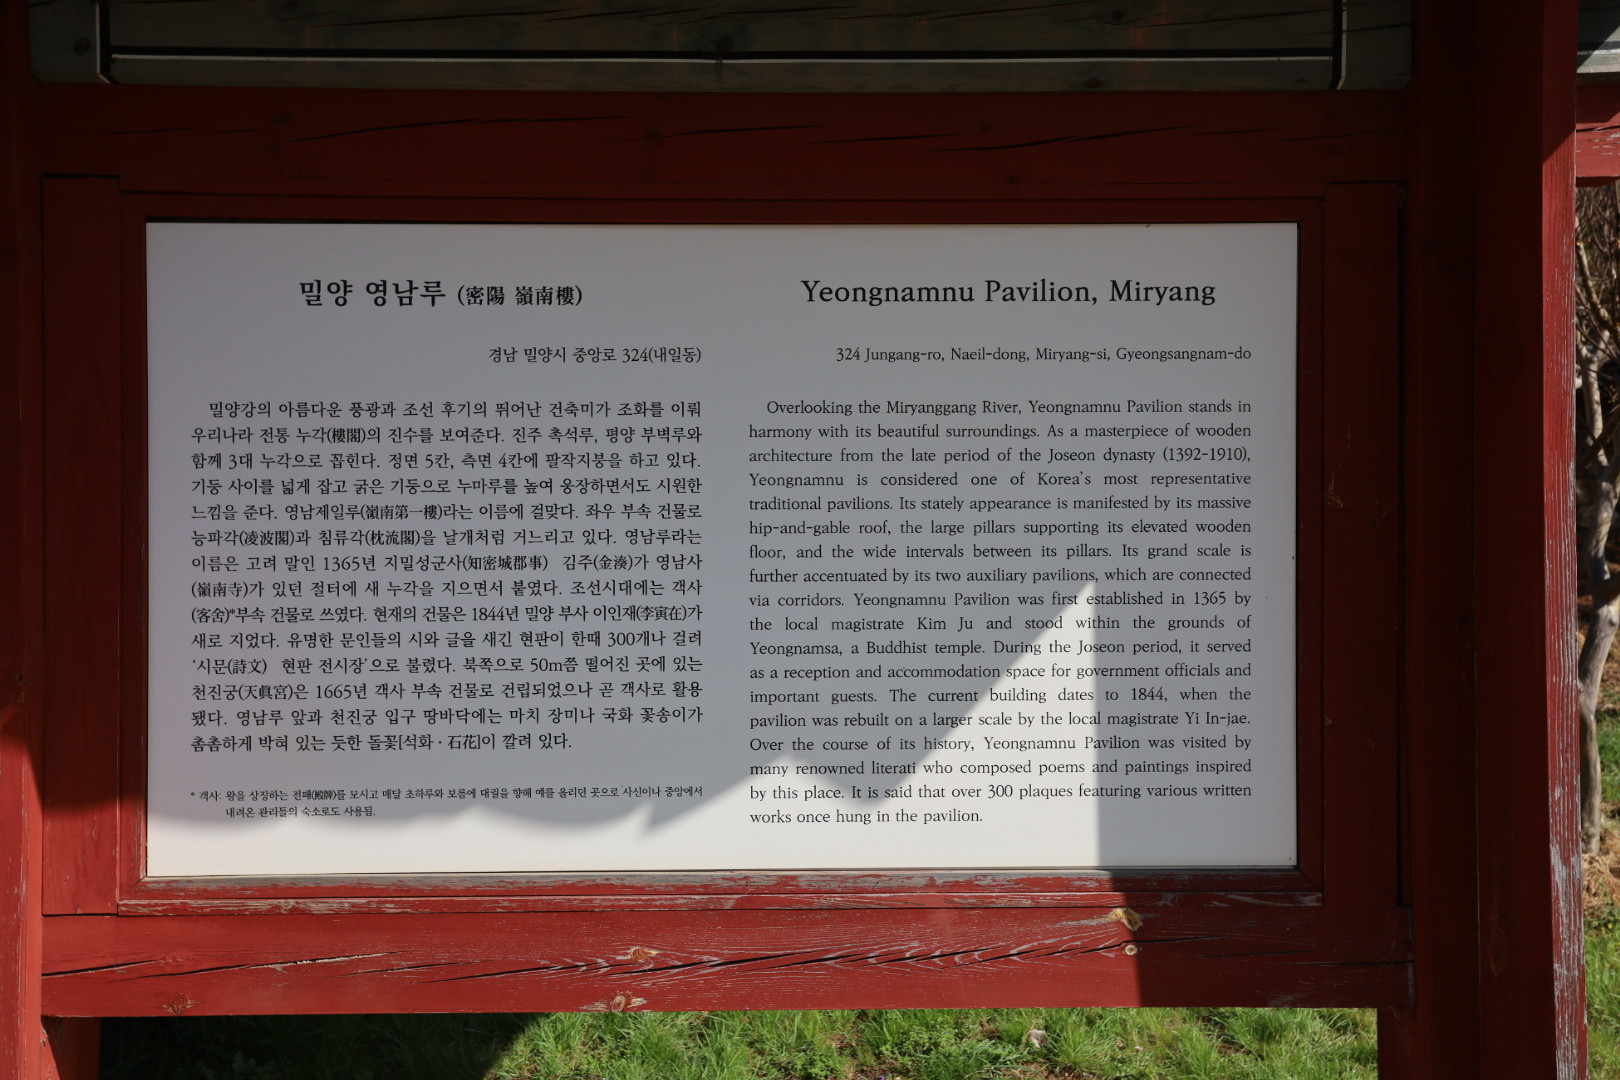 밀양 영남루 (密陽 嶺南樓)
경남 밀양시 중앙로 324(내일동)
밀양강의 아름다운 풍광과 조선 후기의 뛰어난 건축미가 조화를 이뤄
우리나라 전통 누각(樓閣)의 진수를 보여준다. 진주 촉석루, 평양 부벽루와
함께 3대 누각으로 꼽힌다. 정면 5칸, 측면 4칸에 팔작지붕을 하고 있다.
기둥 사이를 넓게 잡고 굵은 기둥으로 누마루를 높여 웅장하면서도 시원한
느낌을 준다. 영남제일루(嶺南第一樓)라는 이름에 걸맞다. 좌우 부속 건물로
능파각(凌波閣)과 침류각(枕流閣)을 날개처럼 거느리고 있다. 영남루라는
이름은 고려 말인 1365년 지밀성군사(知密城郡事) 김주(金湊)가 영남사
(嶺南寺)가 있던 절터에 새 누각을 지으면서 붙였다. 조선시대에는 객사
(客舍)*부속 건물로 쓰였다. 현재의 건물은 1844년 밀양 부사 이인재(李寅在)가
새로 지었다. 유명한 문인들의 시와 글을 새긴 현판이 한때 300개나 걸려
‘시문(詩文) 현판 전시장’으로 불렸다. 북쪽으로 50m쯤 떨어진 곳에 있는
천진궁(天眞宮)은 1665년 객사 부속 건물로 건립되었으나 곧 객사로 활용
됐다. 영남루 앞과 천진궁 입구 땅바닥에는 마치 장미나 국화 꽃송이가
촘촘하게 박혀 있는 듯한 돌꽃[석화 · 石花]이 깔려 있다.
* 객사: 왕을 상징하는 전패(殿牌)를 모시고 매달 초하루와 보름에 대궐을 향해 예를 올리던 곳으로 사신이나 중앙에서
내려온 관리들의 숙소로도 사용됨.
Yeongnamnu Pavilion, Miryang
324 Jungang-ro, Naeil-dong, Miryang-si, Gyeongsangnam-do
Overlooking the Miryanggang River, Yeongnamnu Pavilion stands in
harmony with its beautiful surroundings. As a masterpiece of wooden
architecture from the late period of the Joseon dynasty (1392-1910),
Yeongnamnu is considered one of Korea's most representative
traditional pavilions. Its stately appearance is manifested by its massive
hip-and-gable roof, the large pillars supporting its elevated wooden
floor, and the wide intervals between its pillars. Its grand scale is
further accentuated by its two auxiliary pavilions, which are connected
via corridors. Yeongnamnu Pavilion was first established in 1365 by
the local magistrate Kim Ju and stood within the grounds of
Yeongnamsa, a Buddhist temple. During the Joseon period, it served
as a reception and accommodation space for government officials and
important guests. The current building dates to 1844, when the
pavilion was rebuilt on a larger scale by the local magistrate Yi In-jae.
Over the course of its history, Yeongnamnu Pavilion was visited by
many renowned literati who composed poems and paintings inspired
by this place. It is said that over 300 plaques featuring various written
works once hung in the pavilion.